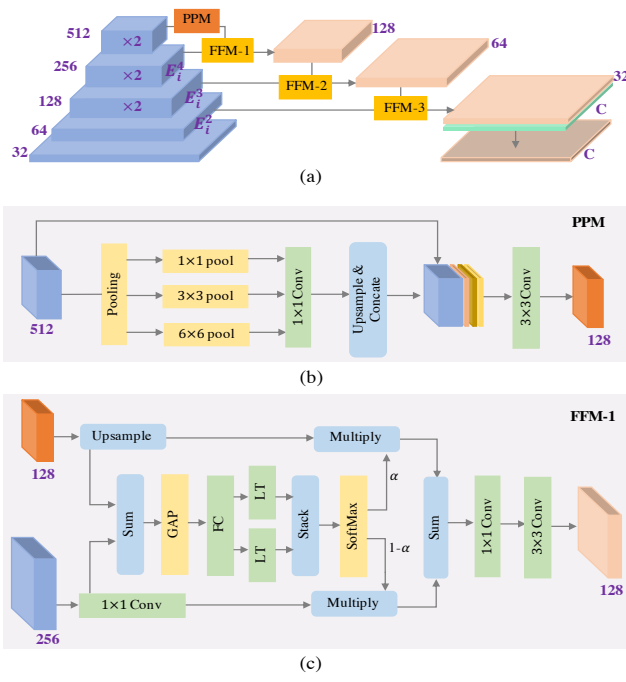 PPM
512
×2
FFM-1
128
256
×2
E_i^4
FFM-2
64
128
×2
E_i^3
FFM-3
32
64
E_i^2
C
32
C
(a)
PPM
512
Pooling
1×1 pool
3×3 pool
6×6 pool
1×1 Conv
Upsample &
Concate
3×3 Conv
128
(b)
FFM-1
128
Upsample
Multiply
α
Sum
GAP
FC
LT
LT
Stack
SoftMax
1-α
Sum
1×1 Conv
3×3 Conv
256
1×1 Conv
Multiply
128
(c)